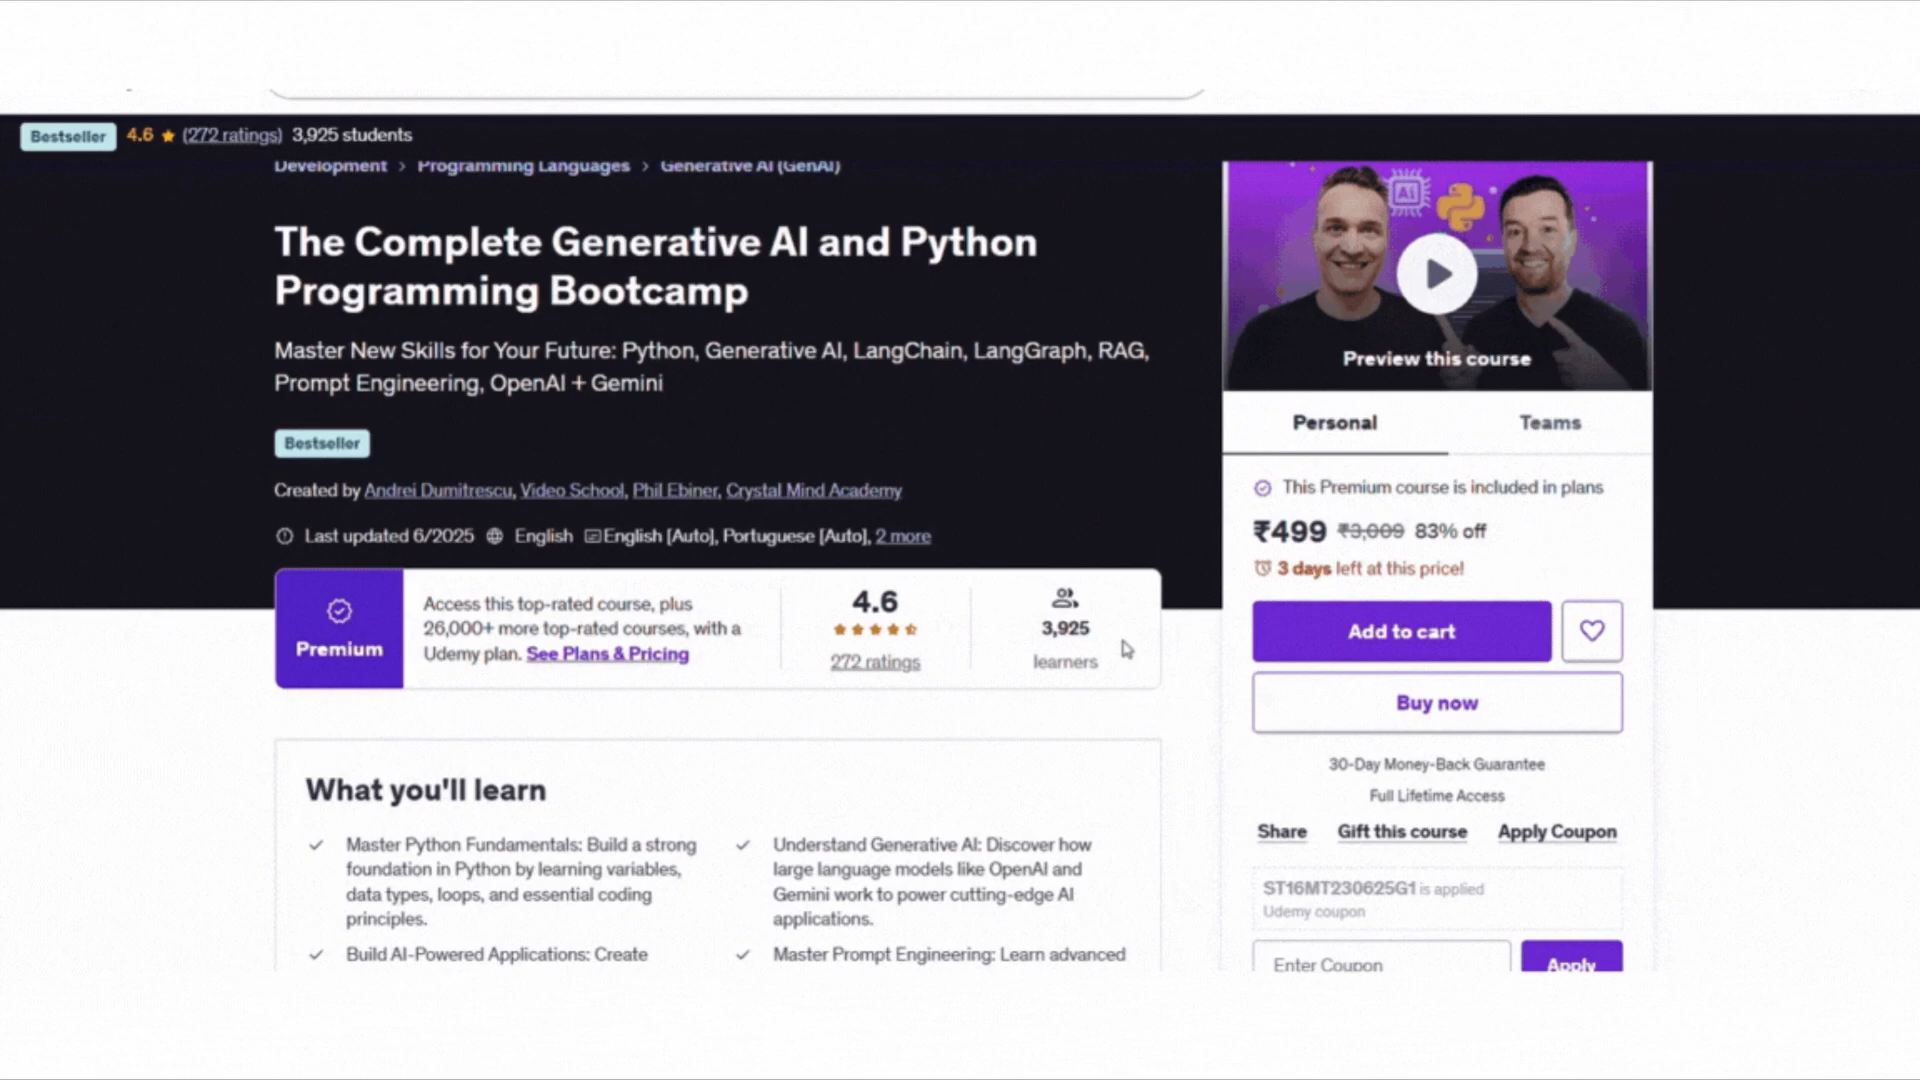 Bestseller 4.6 (272 ratings) 3,925 students
Development > Programming Languages > Generative AI (GenAI)
The Complete Generative AI and Python
Programming Bootcamp
Master New Skills for Your Future: Python, Generative AI, LangChain, LangGraph, RAG,
Prompt Engineering, OpenAI + Gemini
Bestseller
Created by Andrei Dumitrescu, Video School, Phil Ebiner, Crystal Mind Academy
Last updated 6/2025 English English [Auto], Portuguese [Auto], 2 more
Premium
Access this top-rated course, plus
26,000+ more top-rated courses, with a
Udemy plan. See Plans & Pricing
4.6
272 ratings
3,925
learners
What you'll learn
Master Python Fundamentals: Build a strong
foundation in Python by learning variables,
data types, loops, and essential coding
principles.
Build AI-Powered Applications: Create
Understand Generative AI: Discover how
large language models like OpenAI and
Gemini work to power cutting-edge AI
applications.
Master Prompt Engineering: Learn advanced
AI
Preview this course
Personal Teams
This Premium course is included in plans
₹499 ₹3,009 83% off
3 days left at this price!
Add to cart
Buy now
30-Day Money-Back Guarantee
Full Lifetime Access
Share Gift this course Apply Coupon
ST16MT230625G1 is applied
Udemy coupon
Enter Coupon Apply